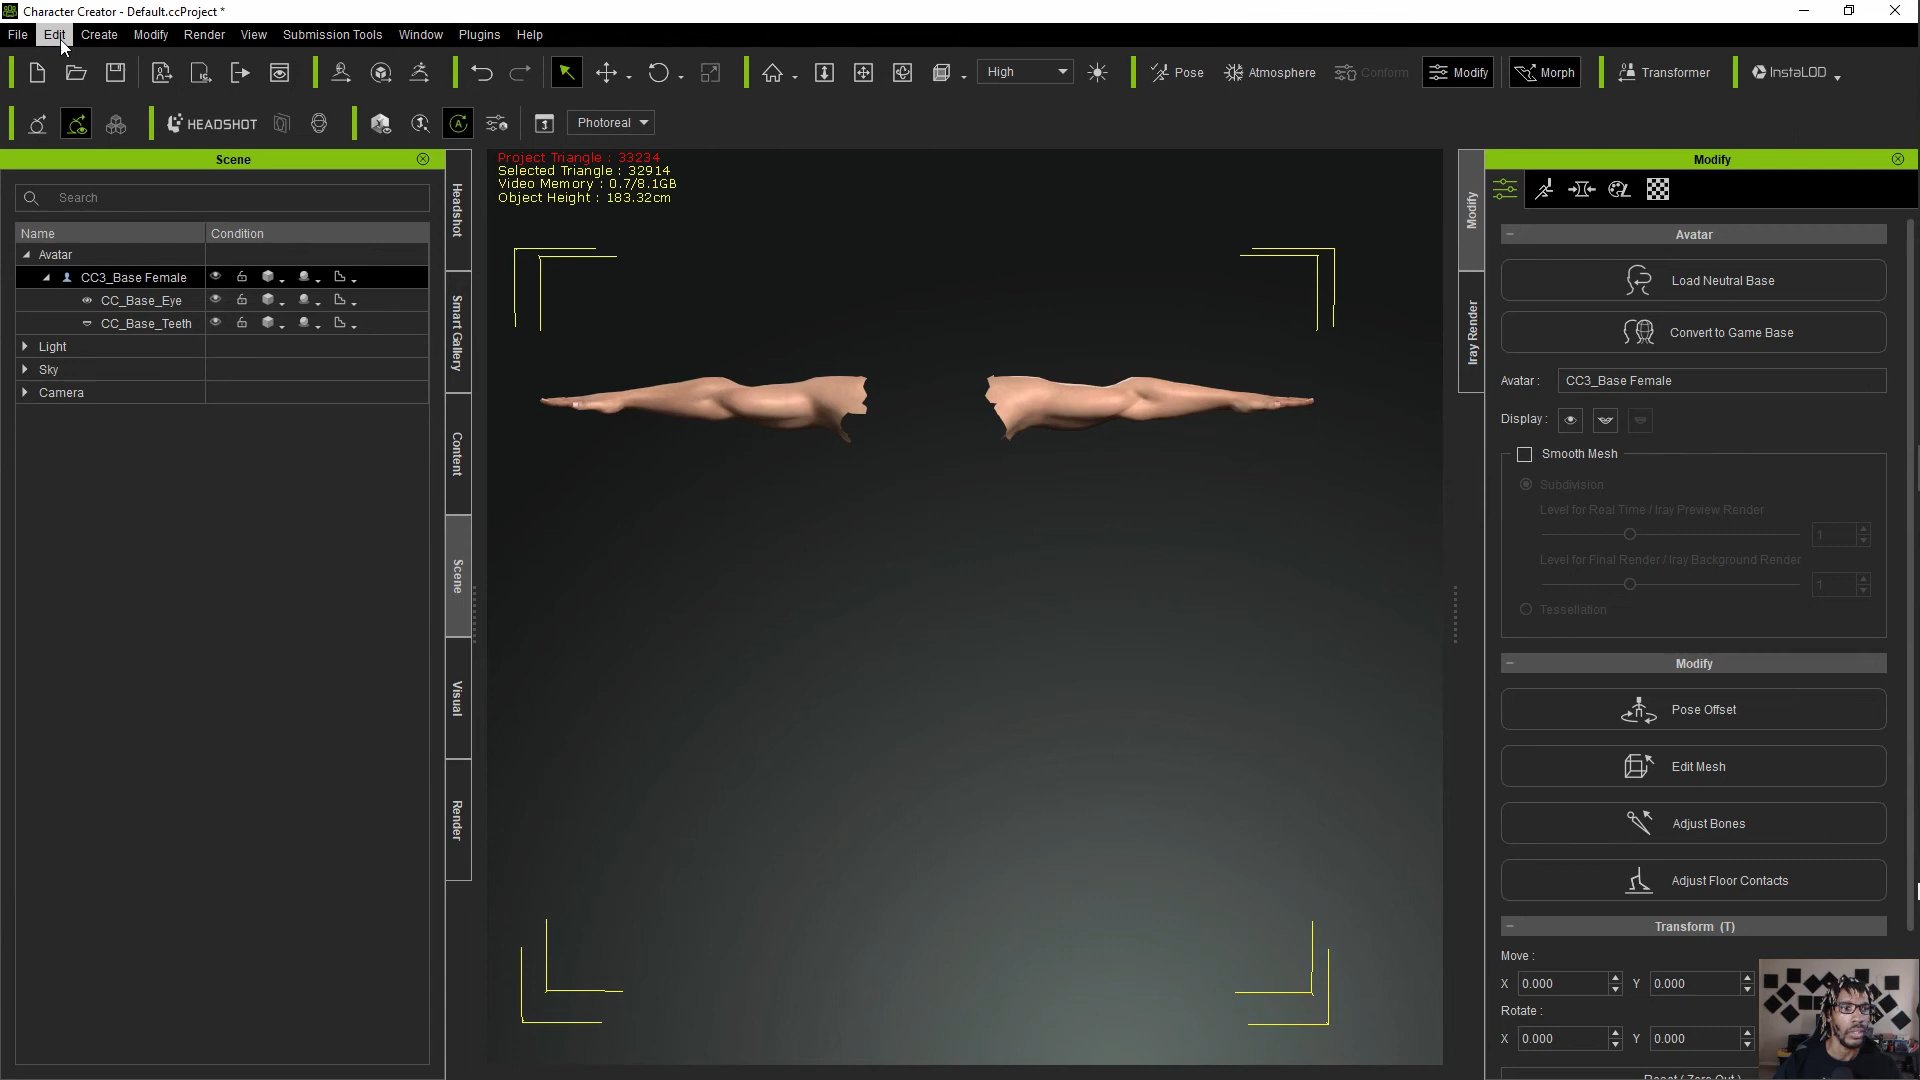 Character Creator - Default.ccProject *
File Edit Create Modify Render View Submission Tools Window Plugins Help
High Pose Atmosphere Conform Modify Morph Transformer InstaLOD
HEADSHOT Photoreal
Scene
Search
Name Condition
Avatar
CC3_Base Female
CC_Base_Eye
CC_Base_Teeth
Light
Sky
Camera
Headshot
Smart Gallery
Content
Scene
Visual
Render
Project Triangle : 33234
Selected Triangle : 32914
Video Memory : 0.7/8.1GB
Object Height : 183.32cm
Modify
Iray Render
Modify
Avatar
Load Neutral Base
Convert to Game Base
Avatar : CC3_Base Female
Display :
Smooth Mesh
Subdivision
Level for Real Time / Iray Preview Render
1
Level for Final Render / Iray Background Render
1
Tessellation
Modify
Pose Offset
Edit Mesh
Adjust Bones
Adjust Floor Contacts
Transform (T)
Move :
X 0.000 Y 0.000
Rotate :
X 0.000 Y 0.000